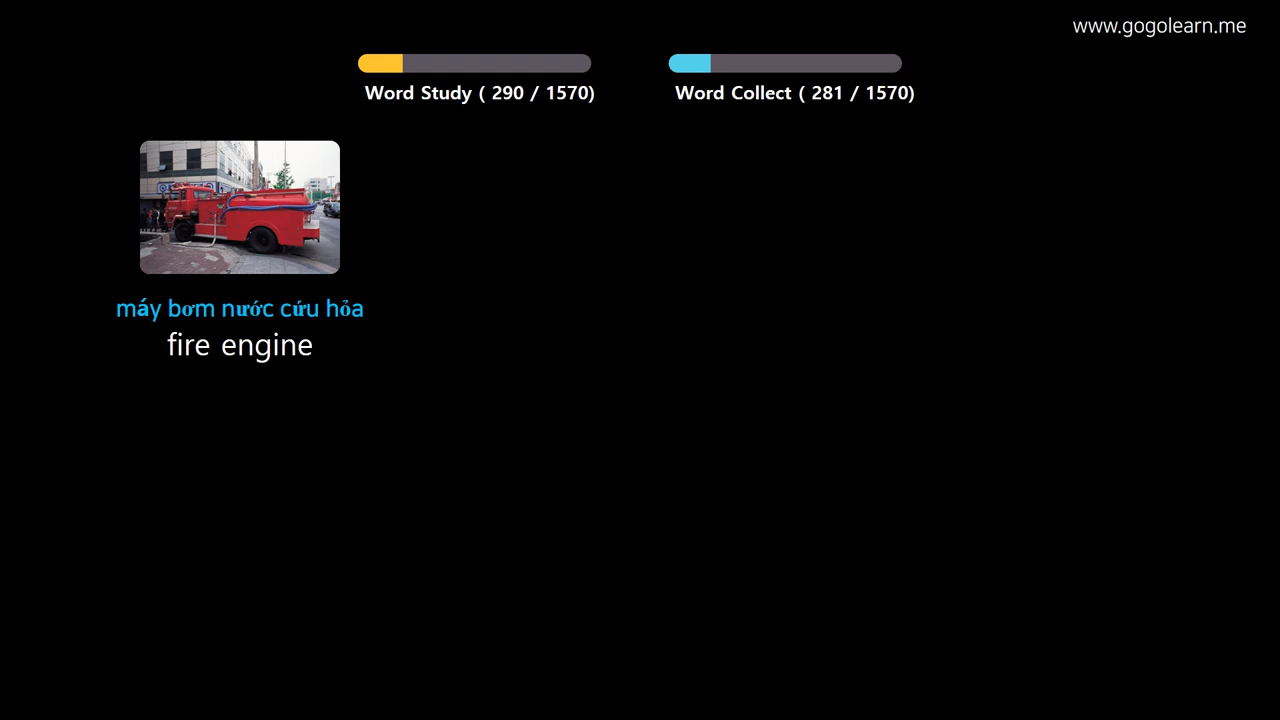 www.gogolearn.me
Word Study ( 290 / 1570)
Word Collect ( 281 / 1570)
máy bơm nước cứu hỏa
fire engine